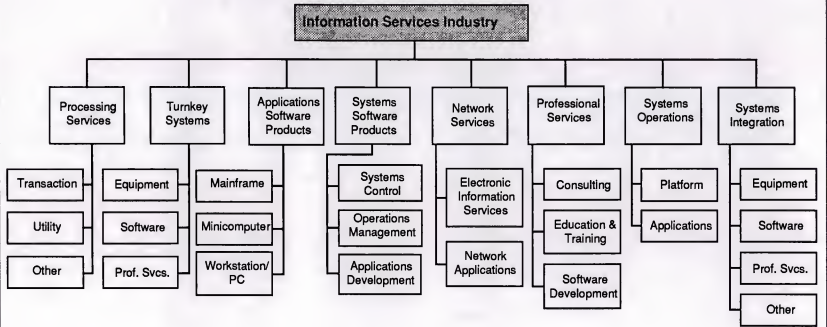 Information Services Industry
Processing
Services
Turnkey
Systems
Applications
Software
Products
Systems
Software
Products
Network
Services
Professional
Services
Systems
Operations
Systems
Integration
Transaction
Utility
Other
Equipment
Software
Prof. Svcs.
Mainframe
Minicomputer
Workstation/
PC
Systems
Control
Operations
Management
Applications
Development
Electronic
Information
Services
Network
Applications
Consulting
Education &
Training
Software
Development
Platform
Applications
Equipment
Software
Prof. Svcs.
Other